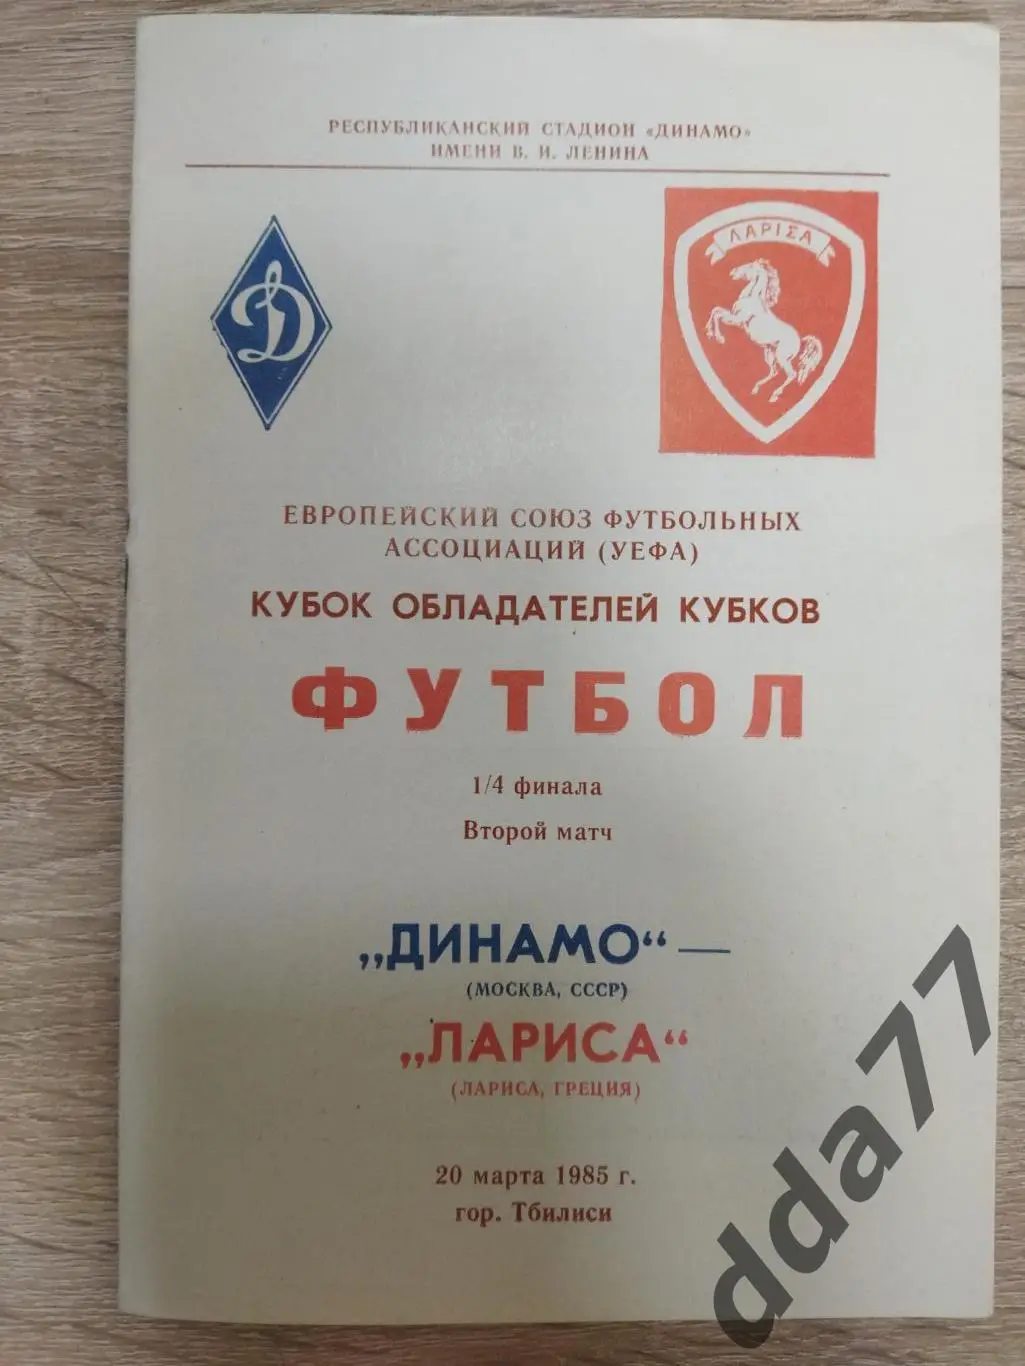 РЕСПУБЛИКАНСКИЙ СТАДИОН «ДИНАМО»
ИМЕНИ В. И. ЛЕНИНА
ΛΑΡΙΣΑ
Д
ЕВРОПЕЙСКИЙ СОЮЗ ФУТБОЛЬНЫХ
АССОЦИАЦИЙ (УЕФА)
КУБОК ОБЛАДАТЕЛЕЙ КУБКОВ
ФУТБОЛ
1/4 финала
Второй матч
„ДИНАМО“ —
(МОСКВА, СССР)
„ЛАРИСА“
(ЛАРИСА, ГРЕЦИЯ)
20 марта 1985 г.
гор. Тбилиси
dda77